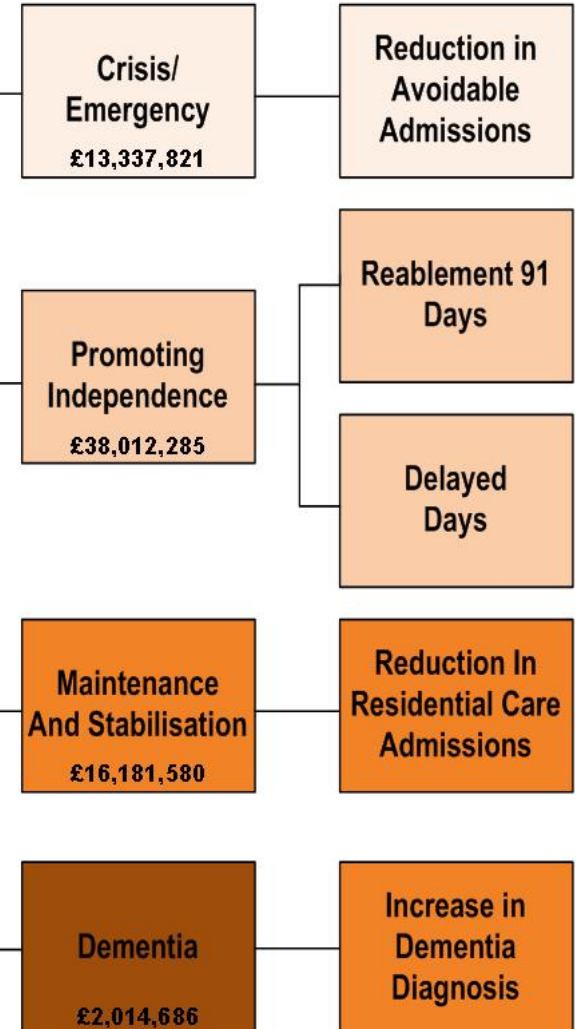 Crisis/
Emergency
£13,337,821
Reduction in
Avoidable
Admissions
Promoting
Independence
£38,012,285
Reablement 91
Days
Delayed
Days
Maintenance
And Stabilisation
£16,181,580
Reduction In
Residential Care
Admissions
Dementia
£2,014,686
Increase in
Dementia
Diagnosis